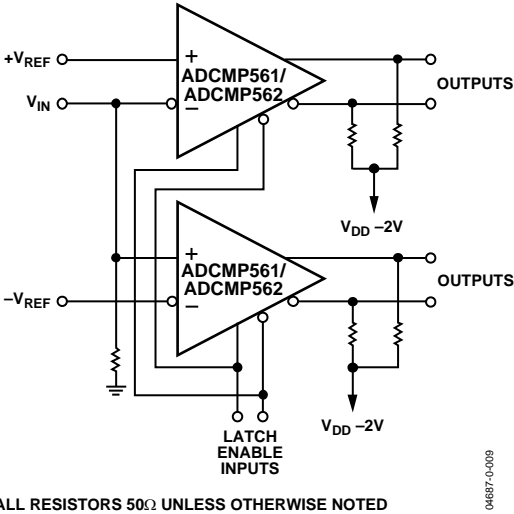 +
+VREF
ADCMP561/
ADCMP562
OUTPUTS
VIN
−
VDD –2V
+
ADCMP561/
ADCMP562
OUTPUTS
–VREF
−
VDD –2V
LATCH
ENABLE
INPUTS
ALL RESISTORS 50Ω UNLESS OTHERWISE NOTED
04687-0-009